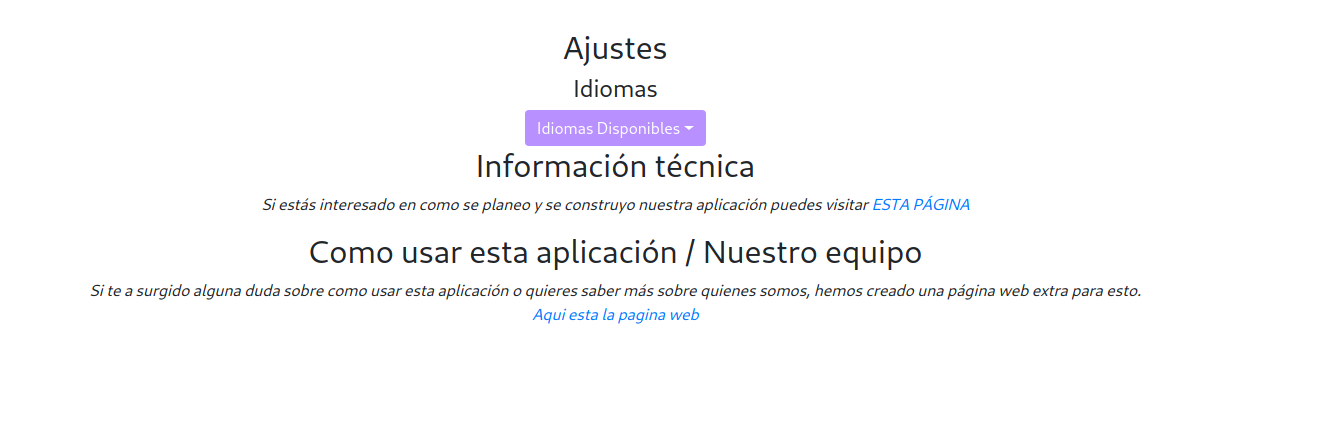 Ajustes
Idiomas
Idiomas Disponibles
Información técnica
Si estás interesado en como se planeo y se construyo nuestra aplicación puedes visitar ESTA PÁGINA
Como usar esta aplicación / Nuestro equipo
Si te a surgido alguna duda sobre como usar esta aplicación o quieres saber más sobre quienes somos, hemos creado una página web extra para esto.
Aqui esta la pagina web